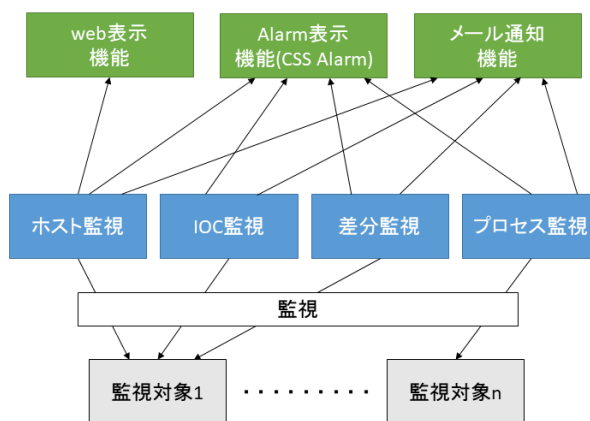 web表示
機能
Alarm表示
機能(CSS Alarm)
メール通知
機能
ホスト監視
IOC監視
差分監視
プロセス監視
監視
監視対象1
・・・・・・・・・
監視対象n